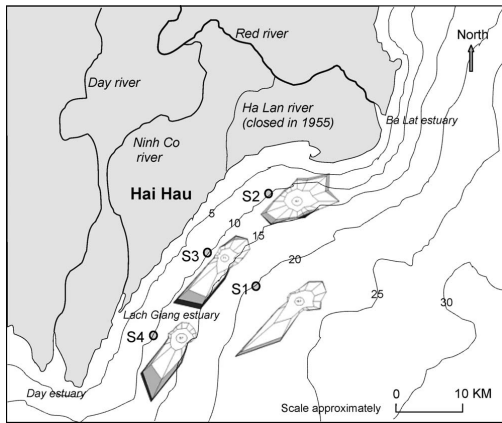 Red river
North
Day river
Ha Lan river
(closed in 1955)
Ba Lat estuary
Ninh Co
river
Hai Hau
S2
5
10
15
S3
20
S1
25
30
Lach Giang estuary
S4
Day estuary
0 10 KM
Scale approximately